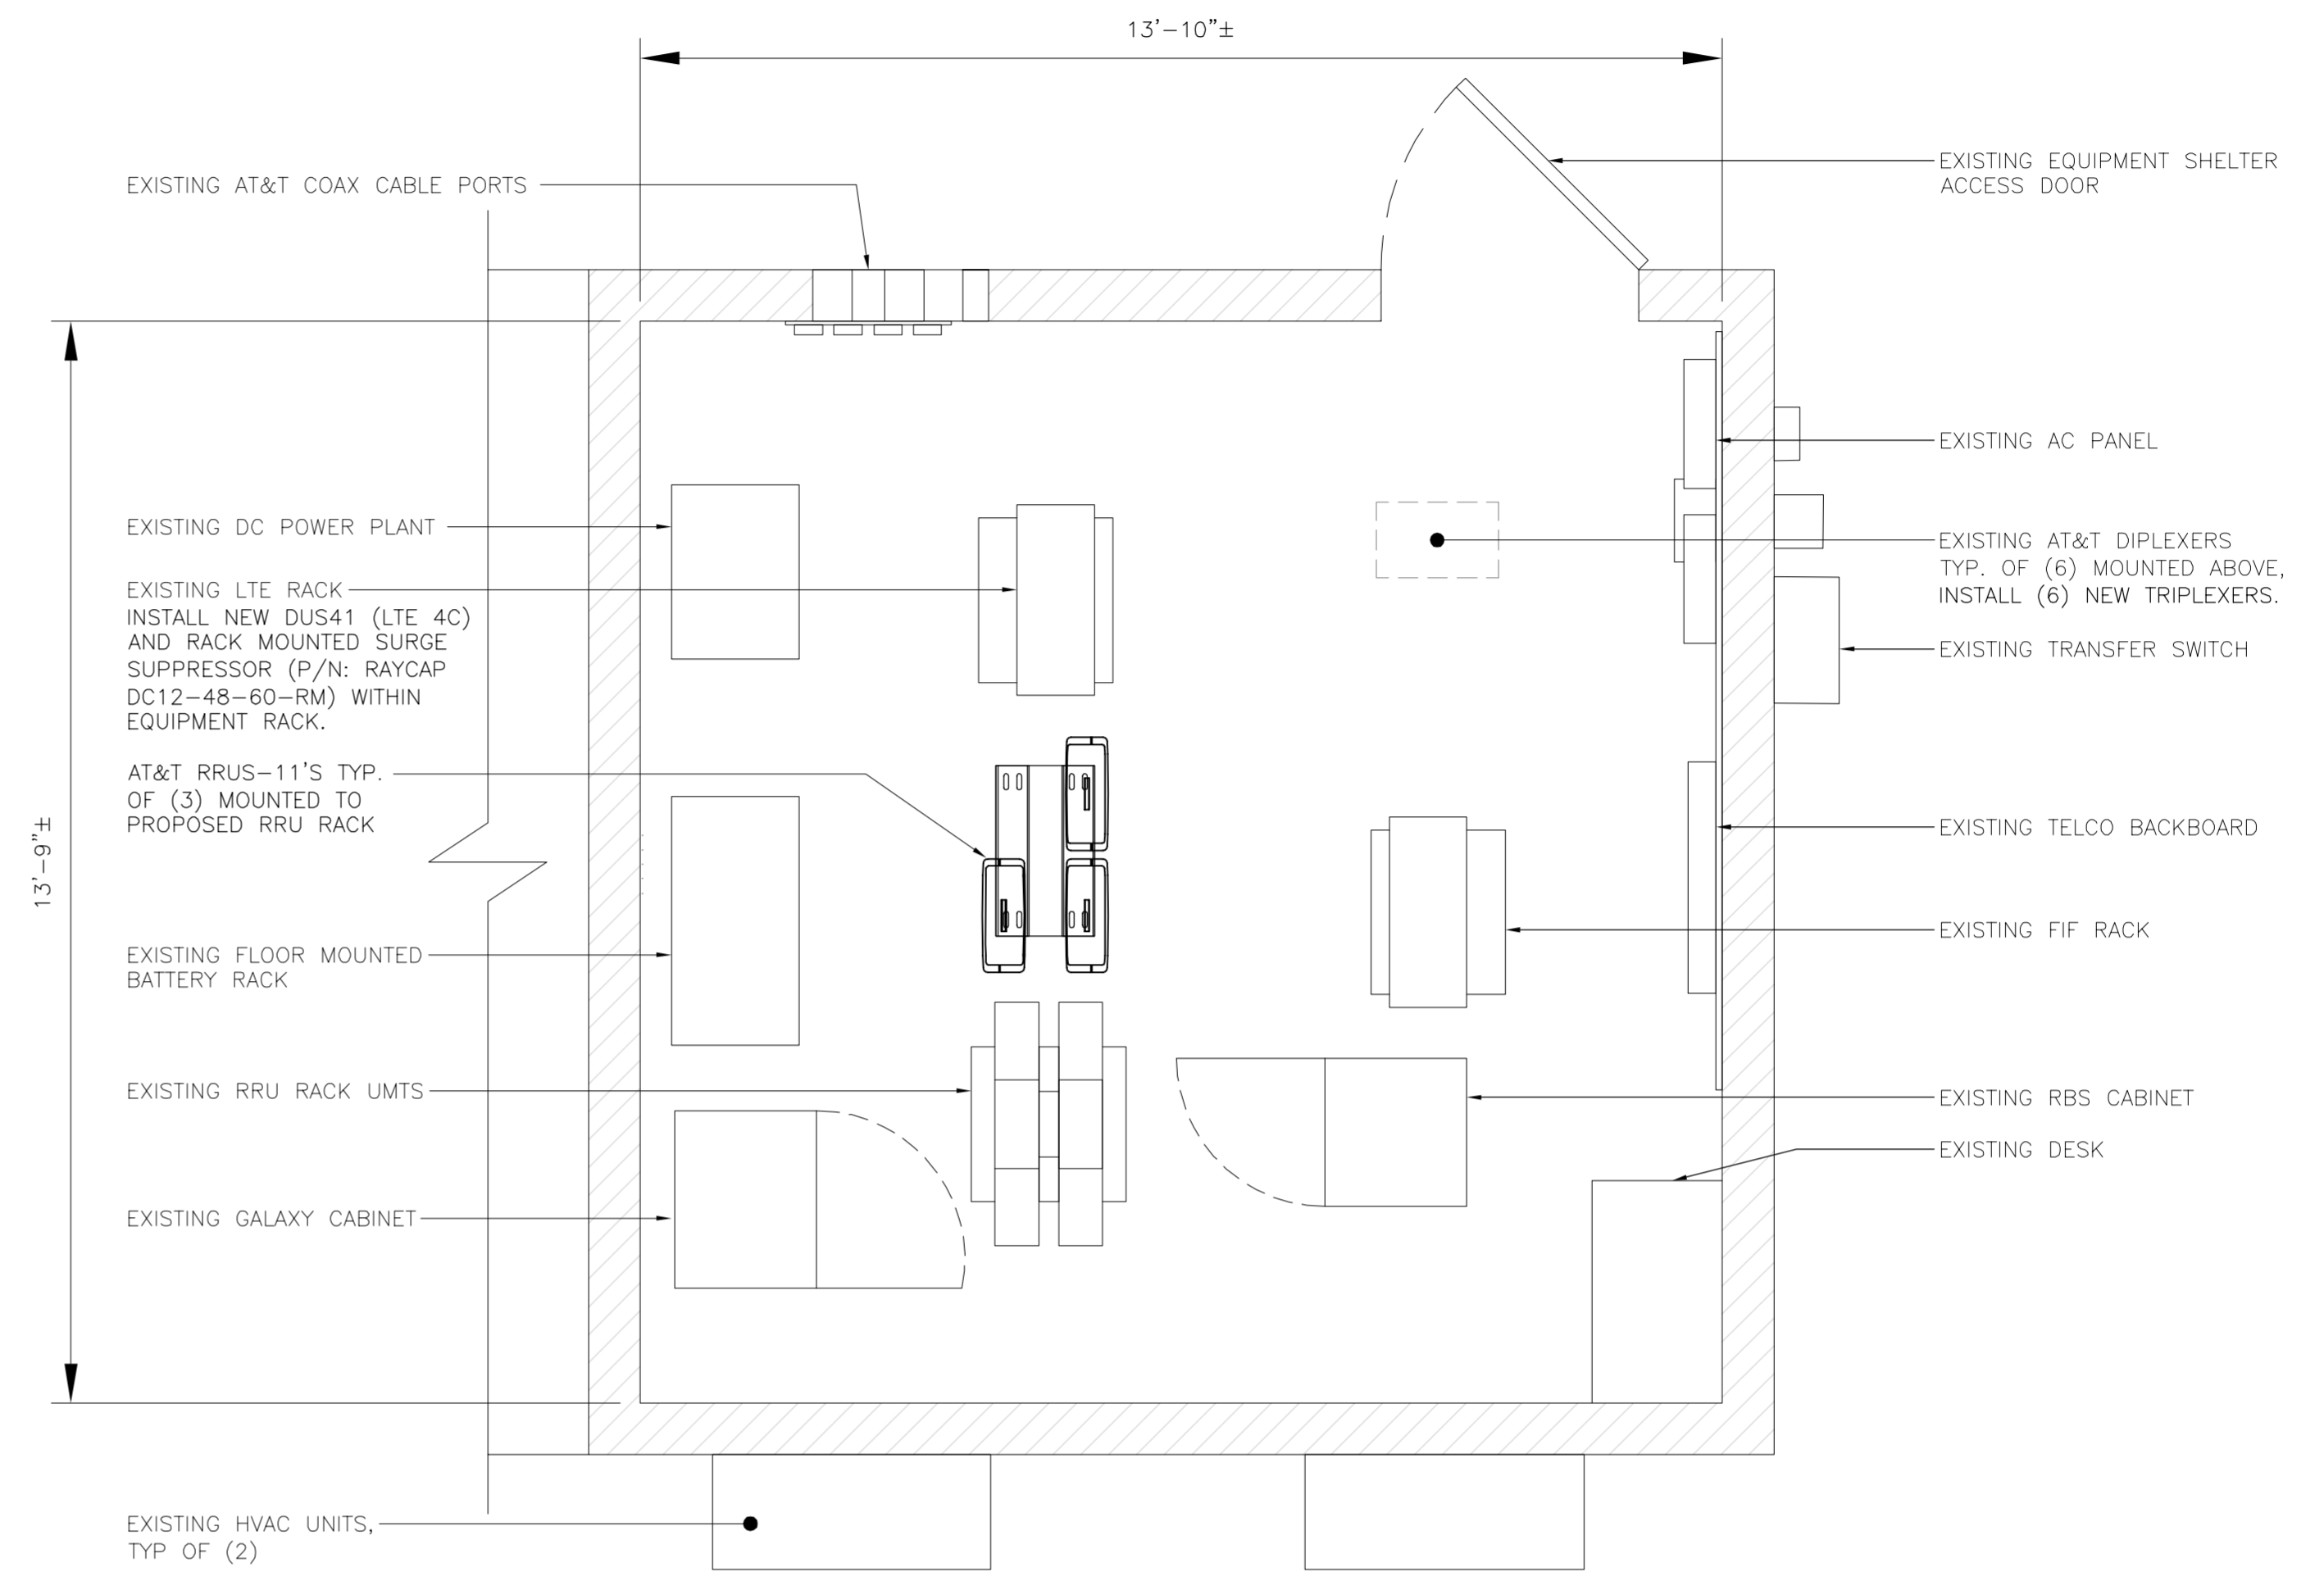 13'-10"±
EXISTING AT&T COAX CABLE PORTS
EXISTING DC POWER PLANT
EXISTING LTE RACK
INSTALL NEW DUS41 (LTE 4C)
AND RACK MOUNTED SURGE
SUPPRESSOR (P/N: RAYCAP
DC12-48-60-RM) WITHIN
EQUIPMENT RACK.
AT&T RRUS-11'S TYP.
OF (3) MOUNTED TO
PROPOSED RRU RACK
13'-9"±
EXISTING FLOOR MOUNTED
BATTERY RACK
EXISTING RRU RACK UMTS
EXISTING GALAXY CABINET
EXISTING HVAC UNITS,
TYP OF (2)
EXISTING EQUIPMENT SHELTER
ACCESS DOOR
EXISTING AC PANEL
EXISTING AT&T DIPLEXERS
TYP. OF (6) MOUNTED ABOVE,
INSTALL (6) NEW TRIPLEXERS.
EXISTING TRANSFER SWITCH
EXISTING TELCO BACKBOARD
EXISTING FIF RACK
EXISTING RBS CABINET
EXISTING DESK